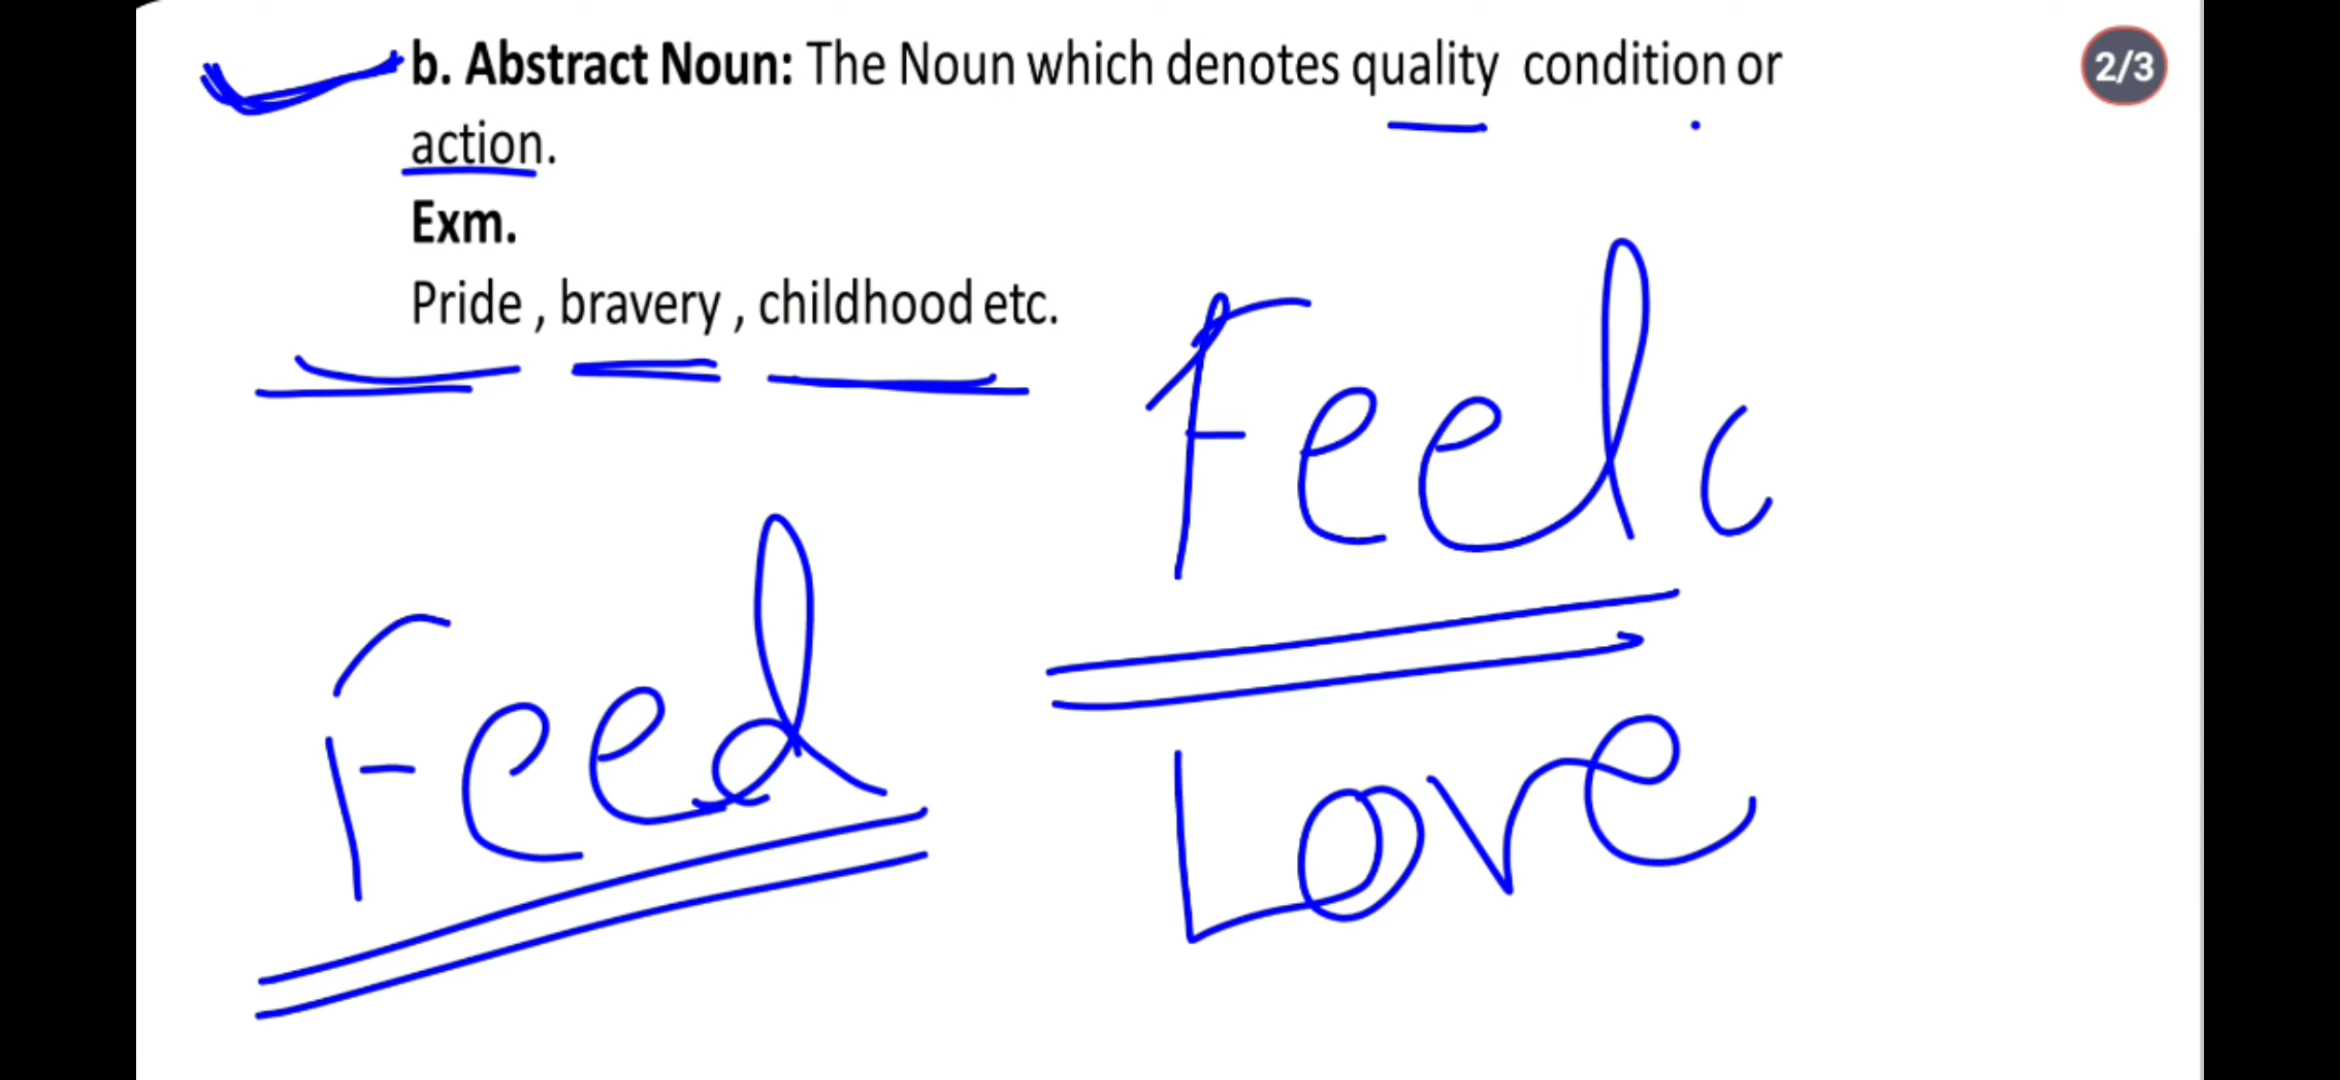 b. Abstract Noun: The Noun which denotes quality condition or
2/3
action.
Exm.
Pride , bravery , childhood etc.
Feelc
Feed
Love